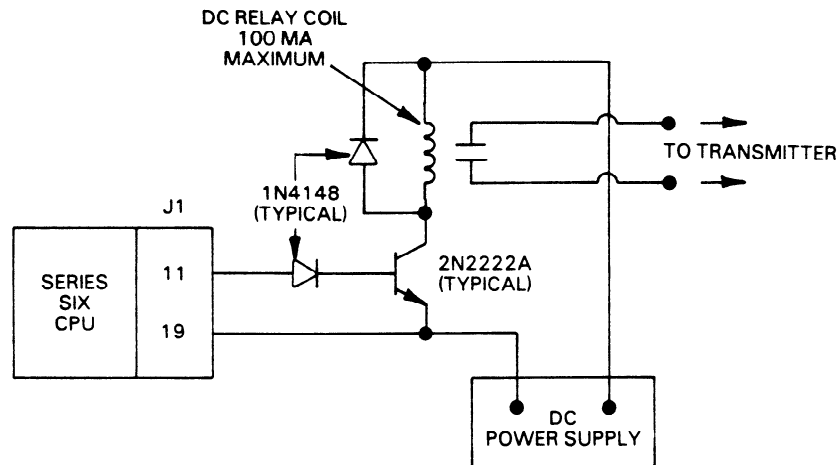 DC RELAY COIL
100 MA
MAXIMUM
TO TRANSMITTER
1N4148
(TYPICAL)
J1
2N2222A
(TYPICAL)
SERIES
SIX
CPU
11
19
DC
POWER SUPPLY